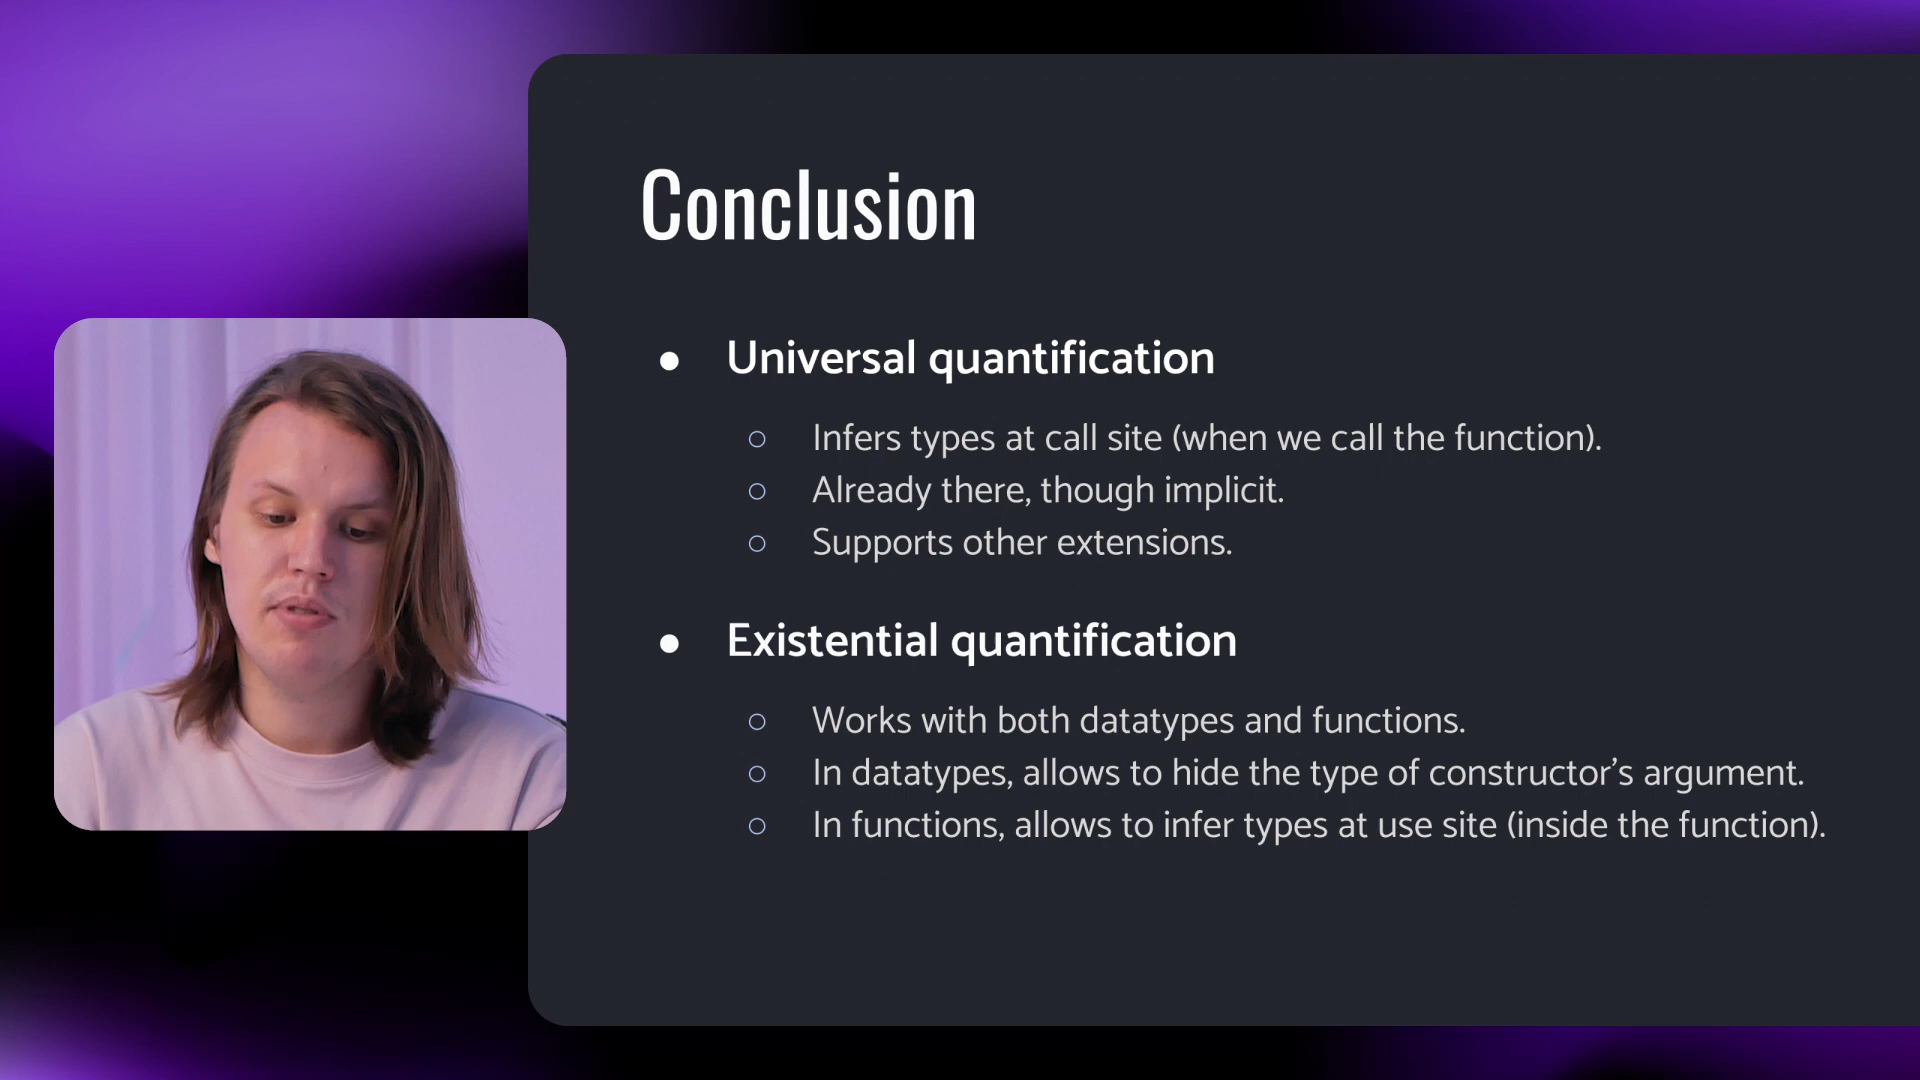 Conclusion
● Universal quantification
○ Infers types at call site (when we call the function).
○ Already there, though implicit.
○ Supports other extensions.
● Existential quantification
○ Works with both datatypes and functions.
○ In datatypes, allows to hide the type of constructor’s argument.
○ In functions, allows to infer types at use site (inside the function).